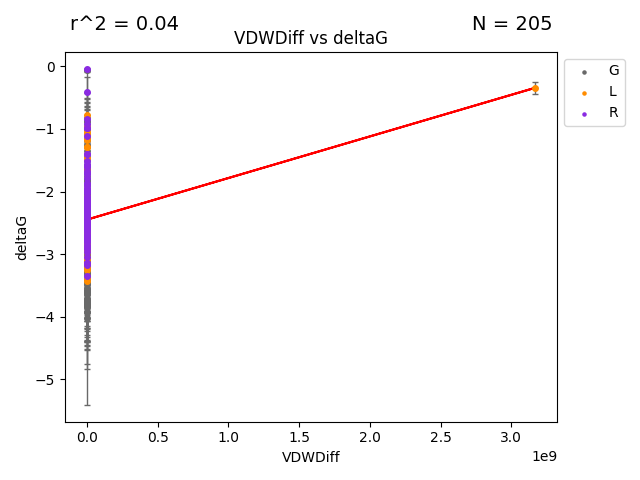 r^2 = 0.04
N = 205
VDWDiff vs deltaG
G
L
R
deltaG
0
−1
−2
−3
−4
−5
0.0 0.5 1.0 1.5 2.0 2.5 3.0
1e9
VDWDiff